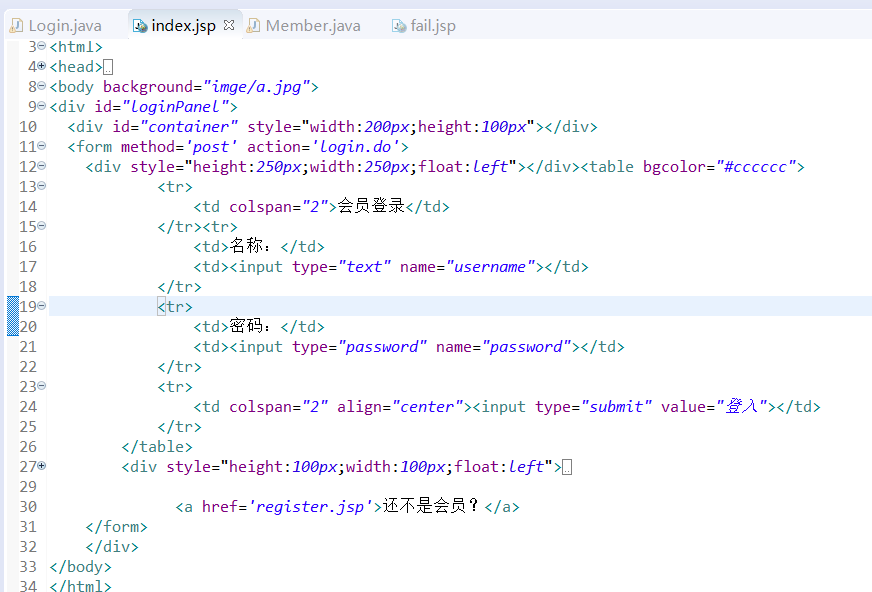 Login.java index.jsp Member.java fail.jsp
3 <html>
4 <head>
8 <body background="imge/a.jpg">
9 <div id="loginPanel">
10   <div id="container" style="width:200px;height:100px"></div>
11   <form method='post' action='login.do'>
12     <div style="height:250px;width:250px;float:left"></div><table bgcolor="#cccccc">
13             <tr>
14                 <td colspan="2">会员登录</td>
15             </tr><tr>
16                 <td>名称：</td>
17                 <td><input type="text" name="username"></td>
18             </tr>
19             <tr>
20                 <td>密码：</td>
21                 <td><input type="password" name="password"></td>
22             </tr>
23             <tr>
24                 <td colspan="2" align="center"><input type="submit" value="登入"></td>
25             </tr>
26         </table>
27         <div style="height:100px;width:100px;float:left">
29
30               <a href='register.jsp'>还不是会员？</a>
31     </form>
32     </div>
33 </body>
34 </html>